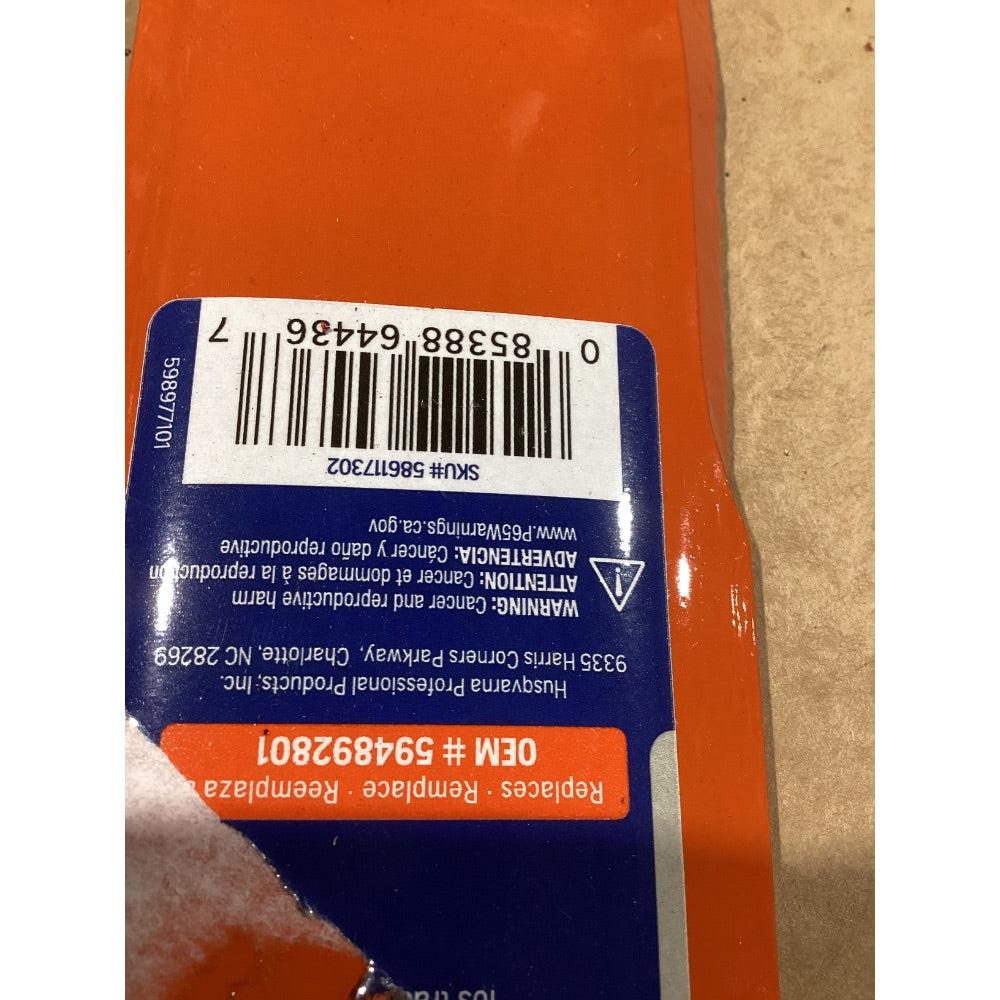 los
Replaces · Remplace · Reemplaza
OEM # 594892801
Husqvarna Professional Products, Inc.
9335 Harris Corners Parkway, Charlotte, NC 28269
WARNING: Cancer and reproductive harm
ATTENTION: Cancer et dommages à la reproduction
ADVERTENCIA: Cáncer y daño reproductive
www.P65Warnings.ca.gov
SKU# 586117302
0 85388 64436 7
598977101